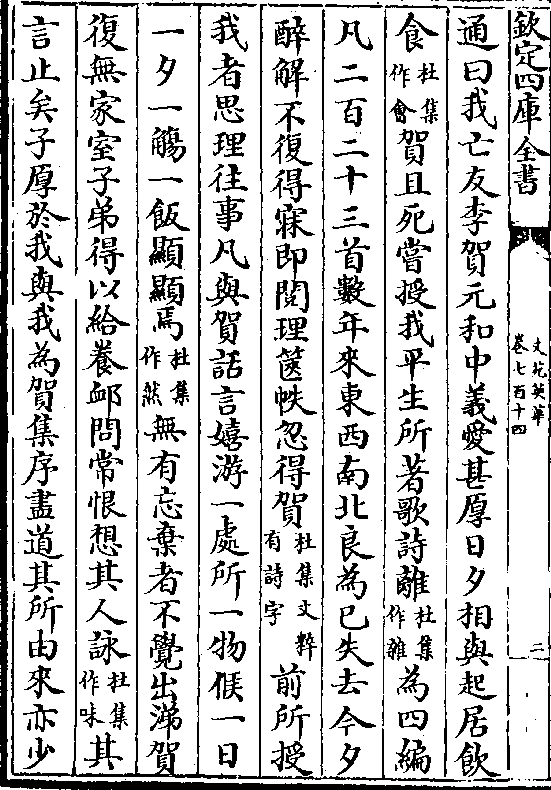 欽定四庫全書
文苑英華
卷七百十四
二
通曰我亡友李賀元和中義愛甚厚日夕相與起居飲
食杜集作會賀且死嘗授我平生所著歌詩離杜集作雜為四編
凡二百二十三首數年來東西南北良為已失去今夕
醉解不復得寐即閱理篋帙忽得賀杜集文粹有詩字前所授
我者思理往事凡與賀話言嬉游一處所一物候一日
一夕一觴一飯顯顯焉杜集作然無有忘棄者不覺出涕賀
復無家室子弟得以給養䘏問常恨想其人詠杜集作味其
言止矣子厚於我與我為賀集序盡道其所由來亦少